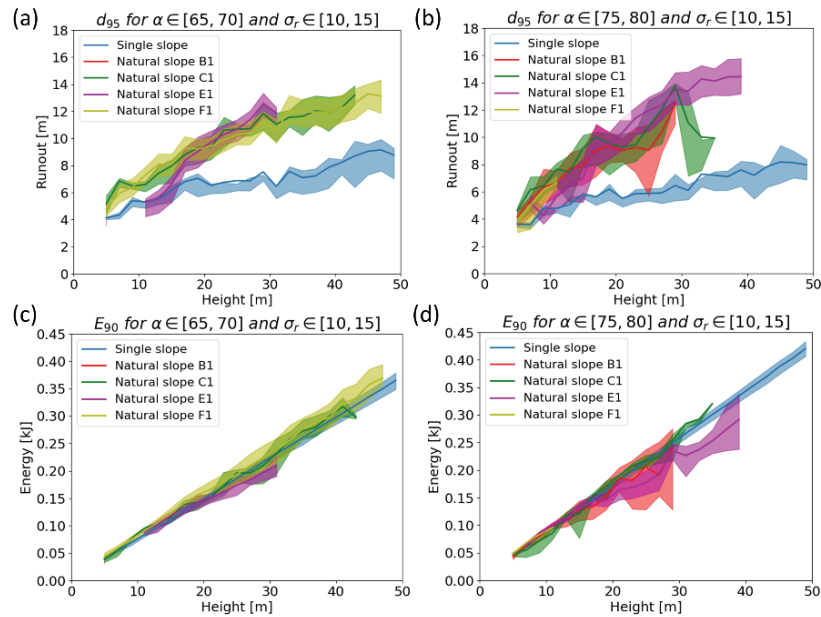 (a)
d95 for α ∈ [65, 70] and σr ∈ [10, 15]
18
16
14
12
10
8
6
4
2
0
Runout [m]
Single slope
Natural slope B1
Natural slope C1
Natural slope E1
Natural slope F1
0
10
20
30
40
50
Height [m]
(b)
d95 for α ∈ [75, 80] and σr ∈ [10, 15]
18
16
14
12
10
8
6
4
2
0
Runout [m]
Single slope
Natural slope B1
Natural slope C1
Natural slope E1
Natural slope F1
0
10
20
30
40
50
Height [m]
(c)
E90 for α ∈ [65, 70] and σr ∈ [10, 15]
0.45
0.40
0.35
0.30
0.25
0.20
0.15
0.10
0.05
0.00
Energy [kJ]
Single slope
Natural slope B1
Natural slope C1
Natural slope E1
Natural slope F1
0
10
20
30
40
50
Height [m]
(d)
E90 for α ∈ [75, 80] and σr ∈ [10, 15]
0.45
0.40
0.35
0.30
0.25
0.20
0.15
0.10
0.05
0.00
Energy [kJ]
Single slope
Natural slope B1
Natural slope C1
Natural slope E1
Natural slope F1
0
10
20
30
40
50
Height [m]